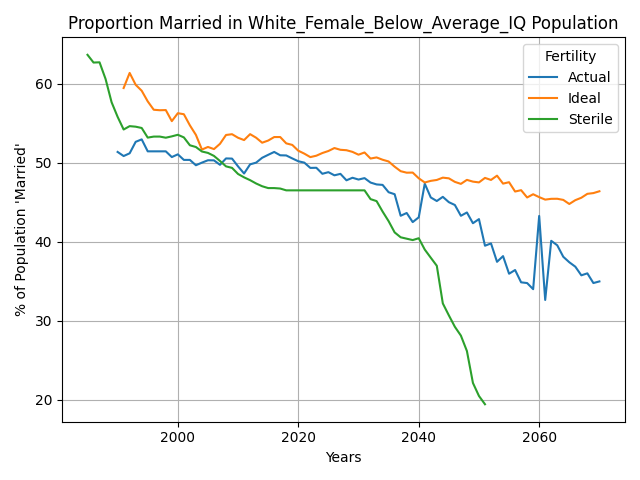 Proportion Married in White_Female_Below_Average_IQ Population
Fertility
Actual
Ideal
Sterile
% of Population 'Married'
60
50
40
30
20
2000
2020
2040
2060
Years